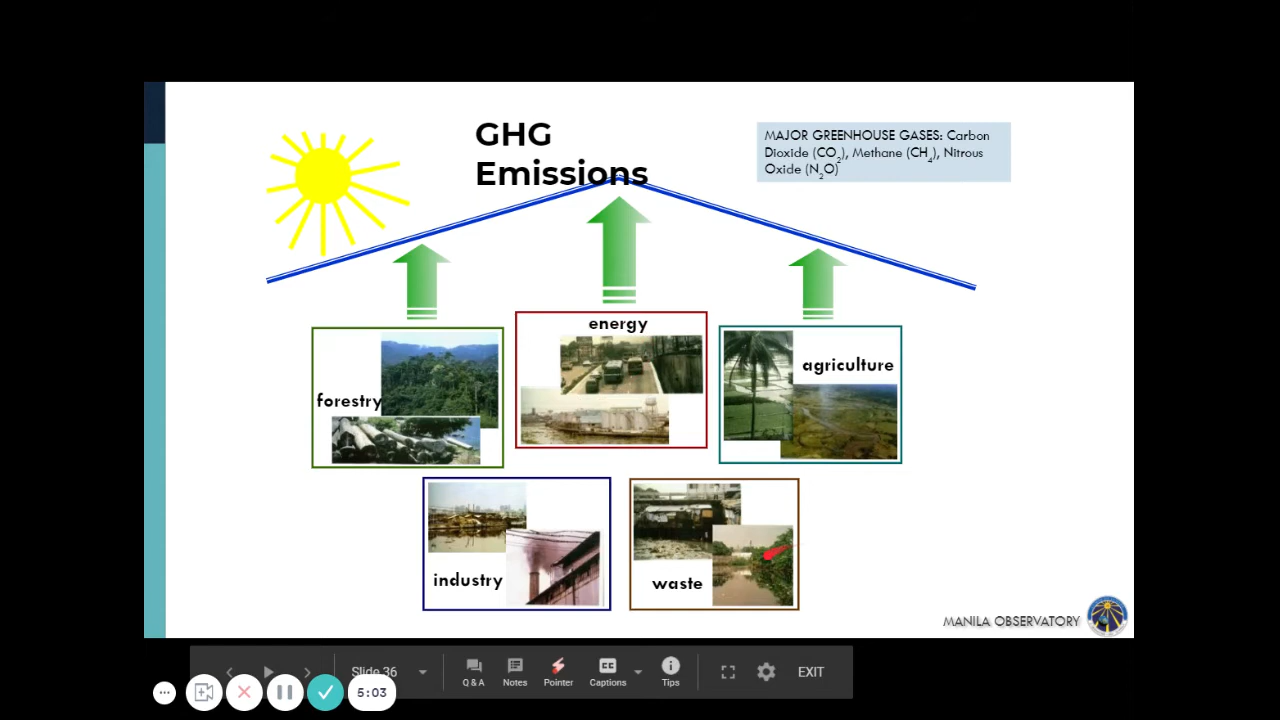 GHG
Emissions
MAJOR GREENHOUSE GASES: Carbon
Dioxide (CO₂), Methane (CH₄), Nitrous
Oxide (N₂O)
energy
agriculture
forestry
industry
waste
MANILA OBSERVATORY
Slide 36
Q & A
Notes
Pointer
CC
Captions
Tips
EXIT
5:03